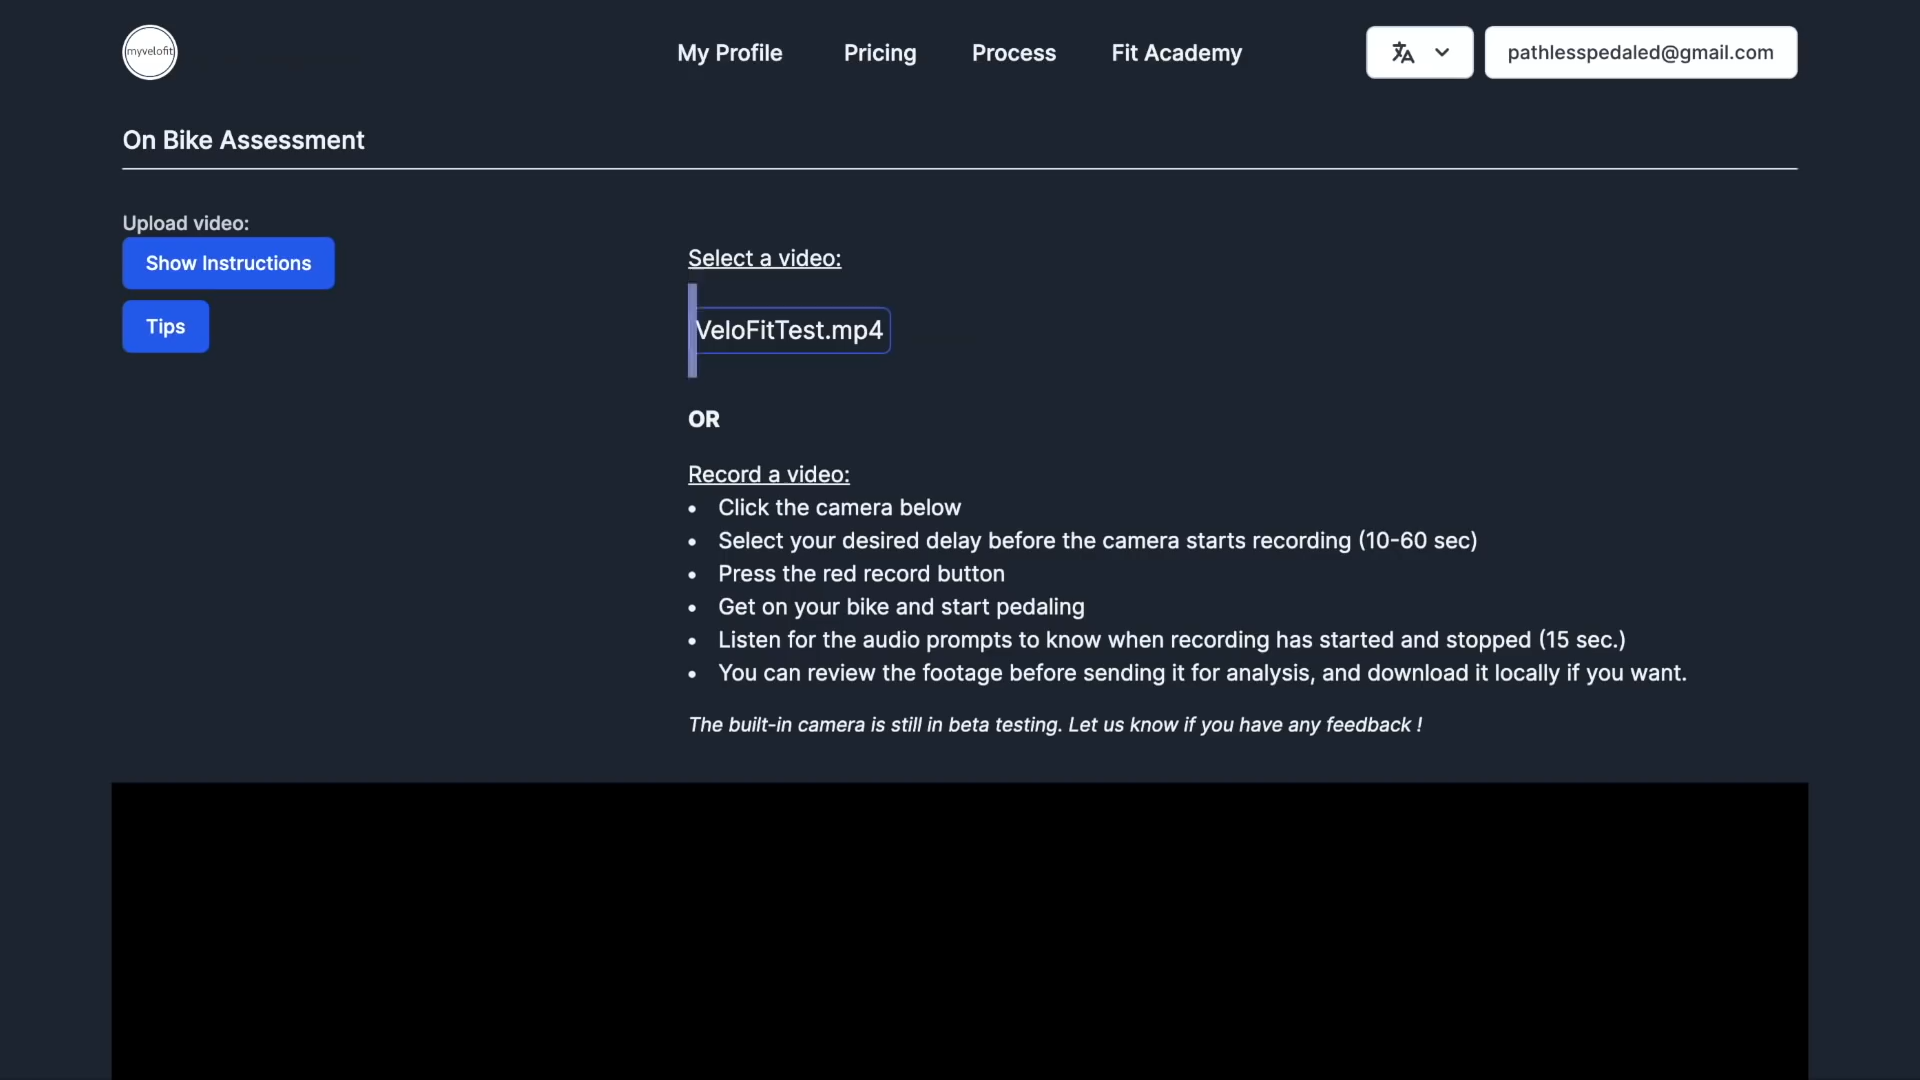 myvelofit
My Profile
Pricing
Process
Fit Academy
pathlesspedaled@gmail.com
On Bike Assessment
Upload video:
Show Instructions
Tips
Select a video:
VeloFitTest.mp4
OR
Record a video:
• Click the camera below
• Select your desired delay before the camera starts recording (10-60 sec)
• Press the red record button
• Get on your bike and start pedaling
• Listen for the audio prompts to know when recording has started and stopped (15 sec.)
• You can review the footage before sending it for analysis, and download it locally if you want.
The built-in camera is still in beta testing. Let us know if you have any feedback !